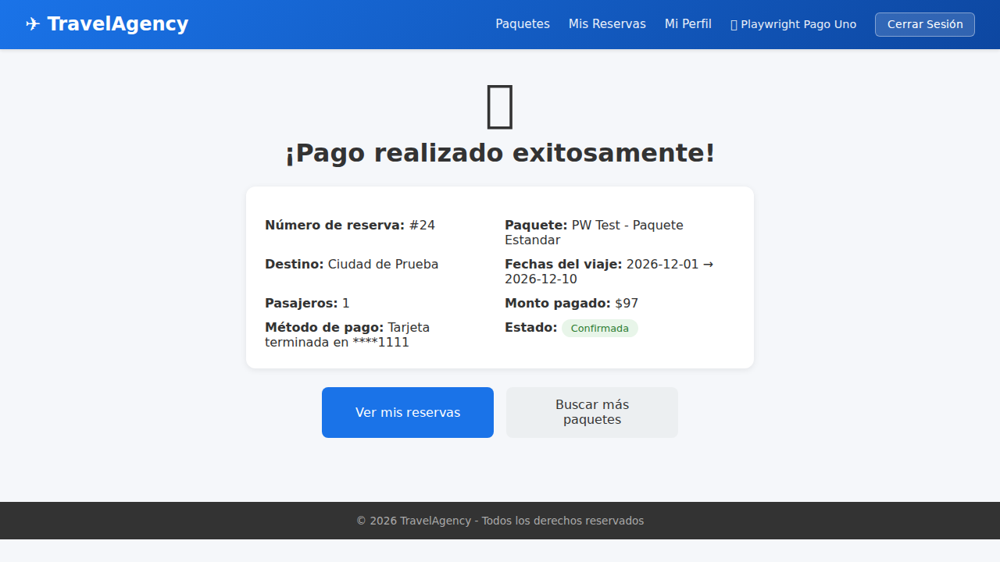 ✈ TravelAgency
Paquetes Mis Reservas Mi Perfil Playwright Pago Uno Cerrar Sesión
¡Pago realizado exitosamente!
Número de reserva: #24
Paquete: PW Test - Paquete
Estandar
Destino: Ciudad de Prueba
Fechas del viaje: 2026-12-01 →
2026-12-10
Pasajeros: 1
Monto pagado: $97
Método de pago: Tarjeta
terminada en ****1111
Estado: Confirmada
Ver mis reservas
Buscar más
paquetes
© 2026 TravelAgency - Todos los derechos reservados